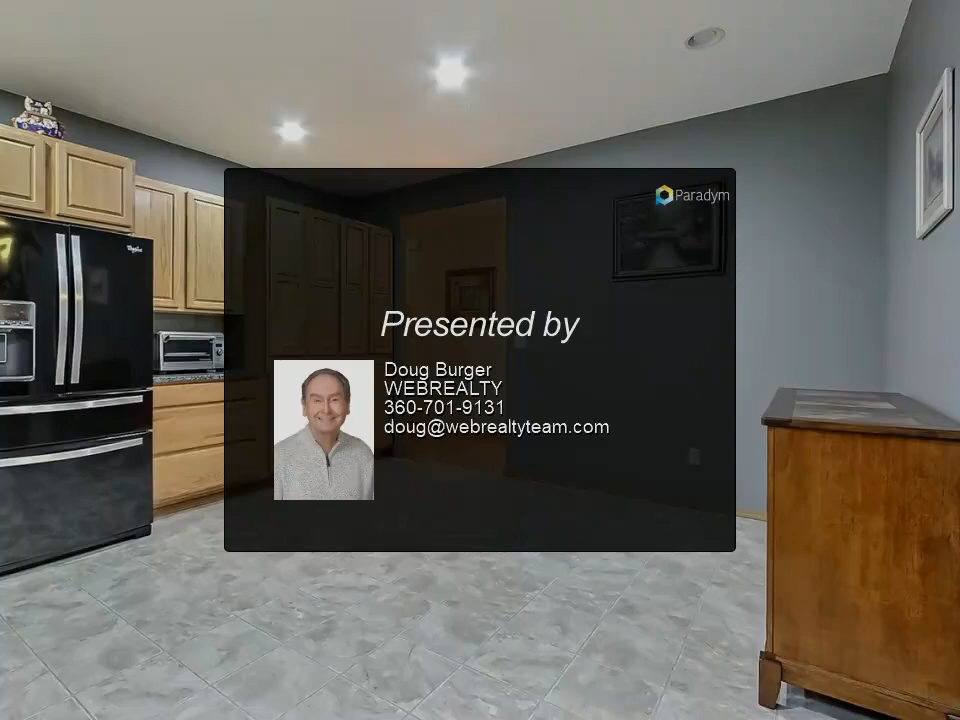 Paradym
Presented by
Doug Burger
WEBREALTY
360-701-9131
doug@webrealtyteam.com